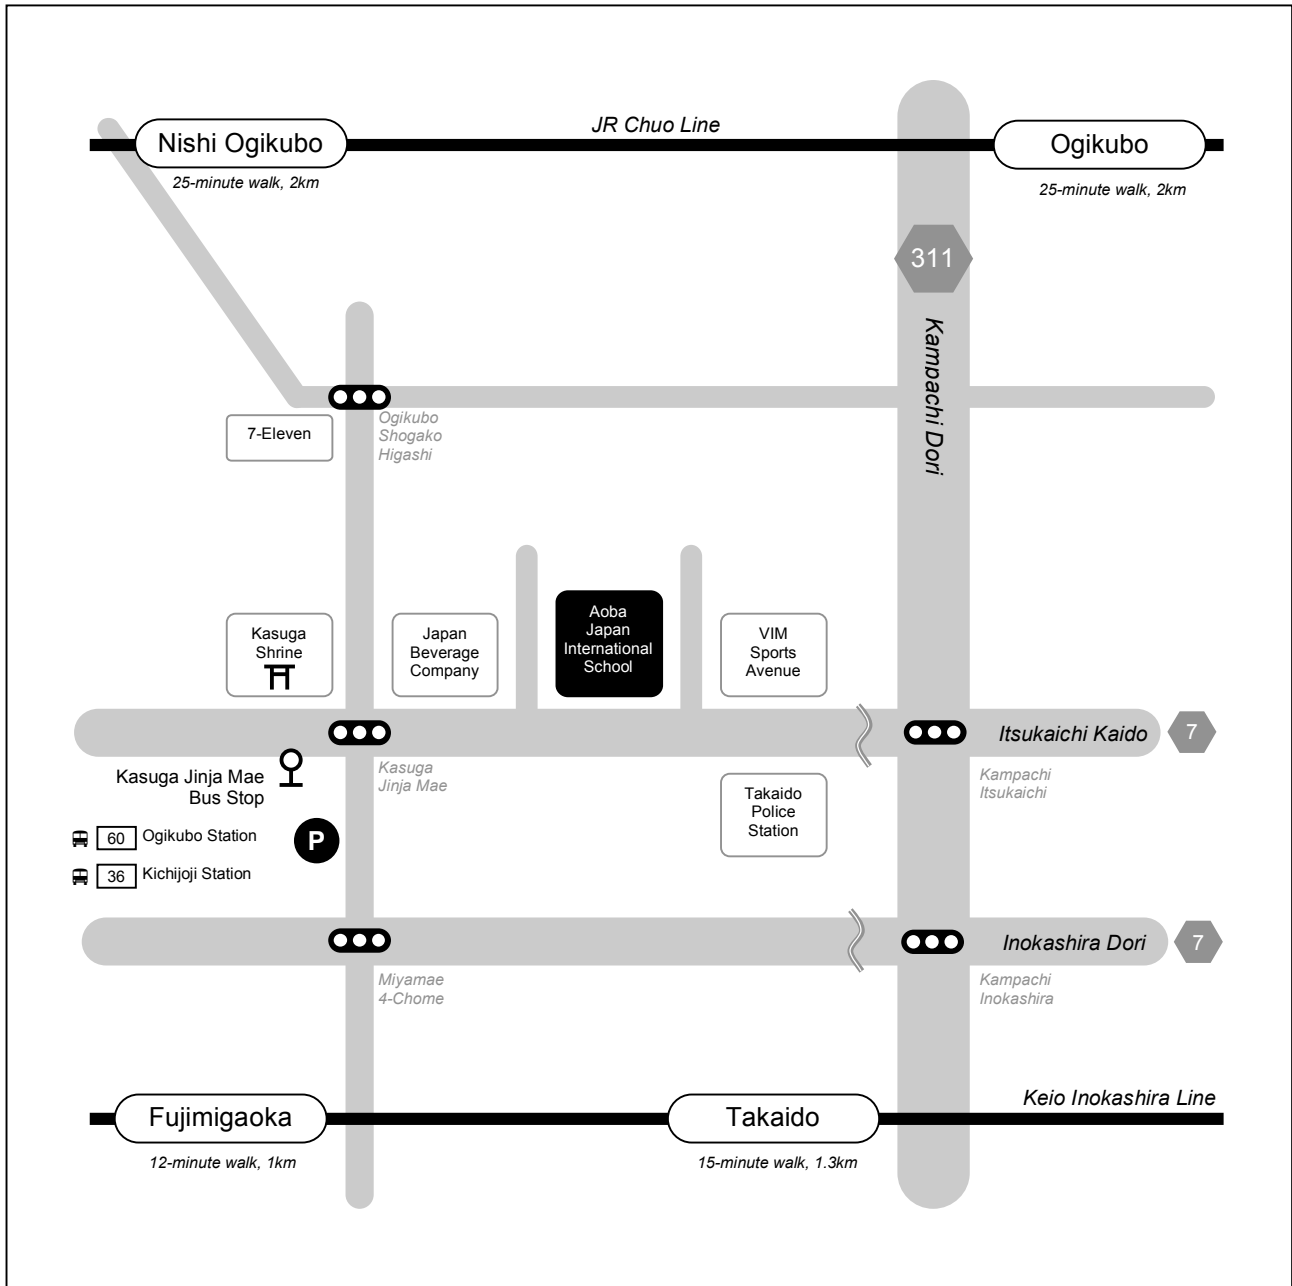 JR Chuo Line
Nishi Ogikubo
Ogikubo
25-minute walk, 2km
25-minute walk, 2km
311
Kampachi Dori
7-Eleven
Ogikubo
Shogako
Higashi
Kasuga
Shrine
Japan
Beverage
Company
Aoba
Japan
International
School
VIM
Sports
Avenue
Itsukaichi Kaido
7
Kasuga Jinja Mae
Bus Stop
Kasuga
Jinja Mae
Kampachi
Itsukaichi
Takaido
Police
Station
60 Ogikubo Station
P
36 Kichijoji Station
Inokashira Dori
7
Miyamae
4-Chome
Kampachi
Inokashira
Keio Inokashira Line
Fujimigaoka
Takaido
12-minute walk, 1km
15-minute walk, 1.3km